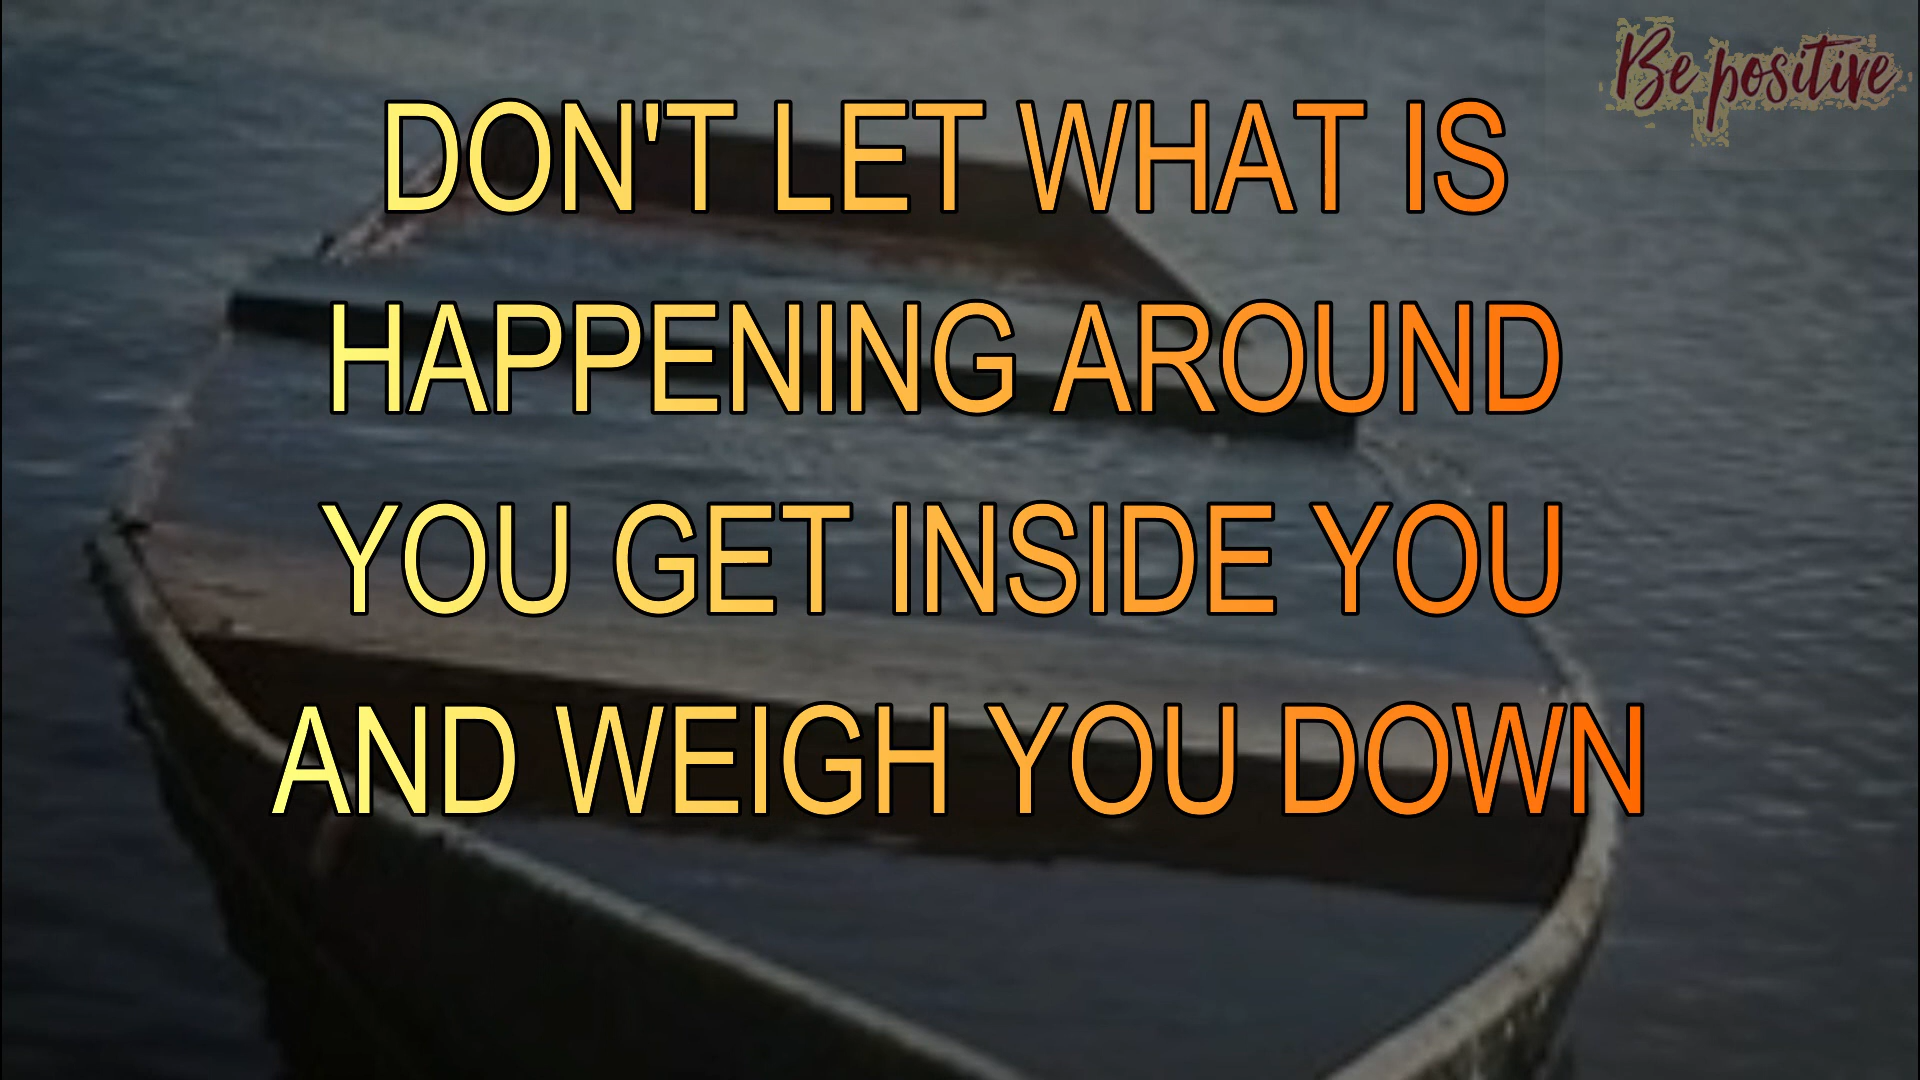 Be positive
DON'T LET WHAT IS
HAPPENING AROUND
YOU GET INSIDE YOU
AND WEIGH YOU DOWN